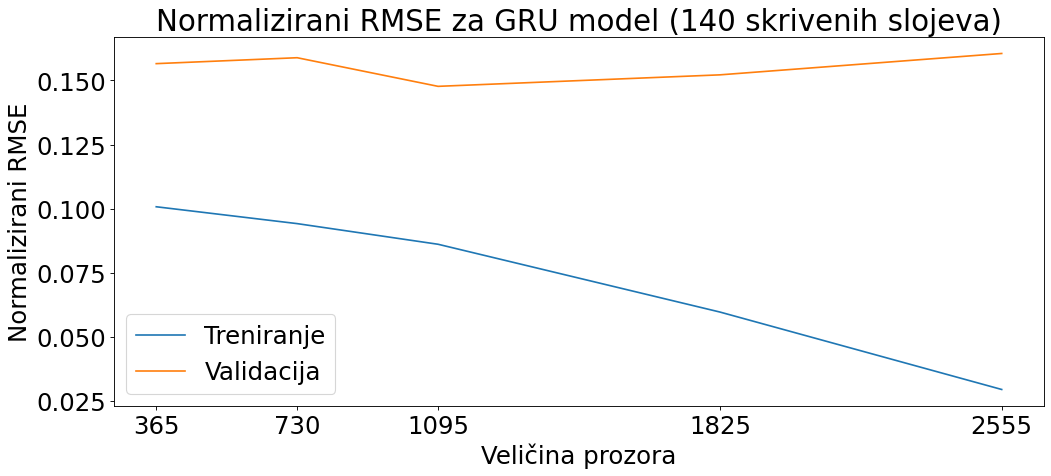 Normalizirani RMSE za GRU model (140 skrivenih slojeva)
Normalizirani RMSE
0.150
0.125
0.100
0.075
0.050
0.025
Treniranje
Validacija
365 730 1095 1825 2555
Veličina prozora